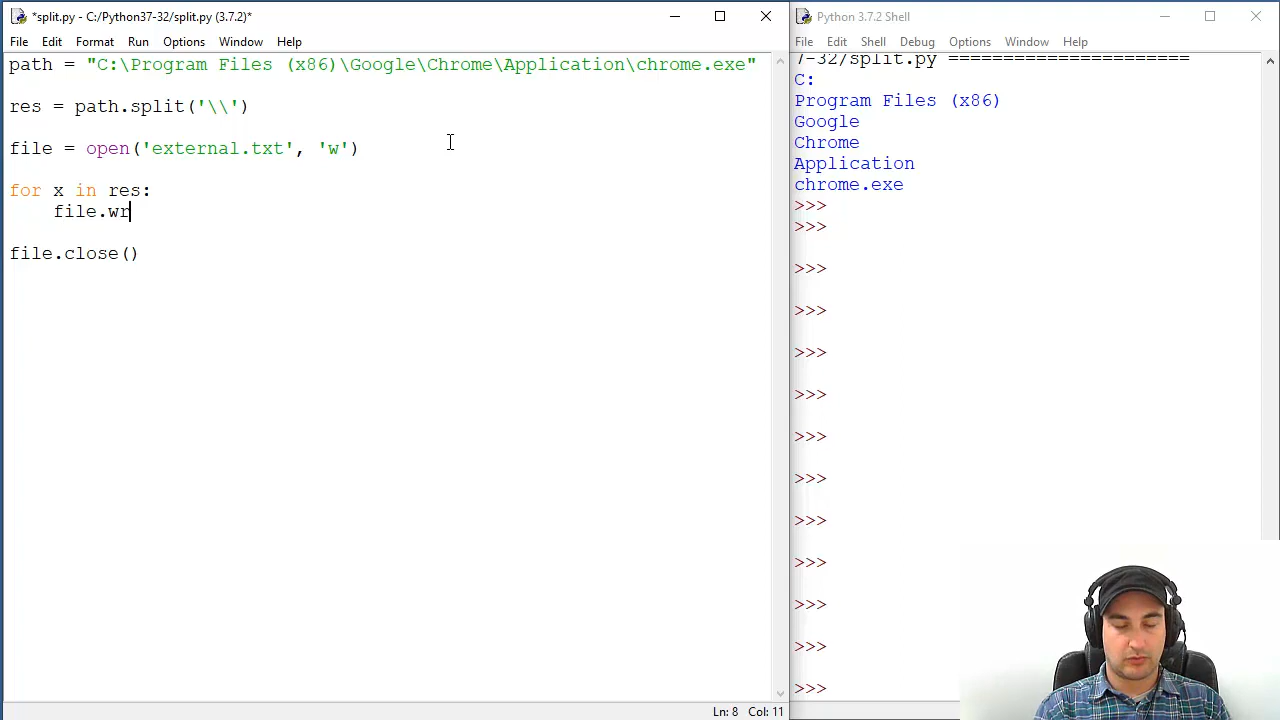 *split.py - C:/Python37-32/split.py (3.7.2)*
File Edit Format Run Options Window Help
path = "C:\Program Files (x86)\Google\Chrome\Application\chrome.exe"
res = path.split('\\')
file = open('external.txt', 'w')
for x in res:
    file.wr
file.close()
Ln: 8 Col: 11
Python 3.7.2 Shell
File Edit Shell Debug Options Window Help
7-32/split.py ======================
C:
Program Files (x86)
Google
Chrome
Application
chrome.exe
>>>
>>>
>>>
>>>
>>>
>>>
>>>
>>>
>>>
>>>
>>>
>>>
>>>